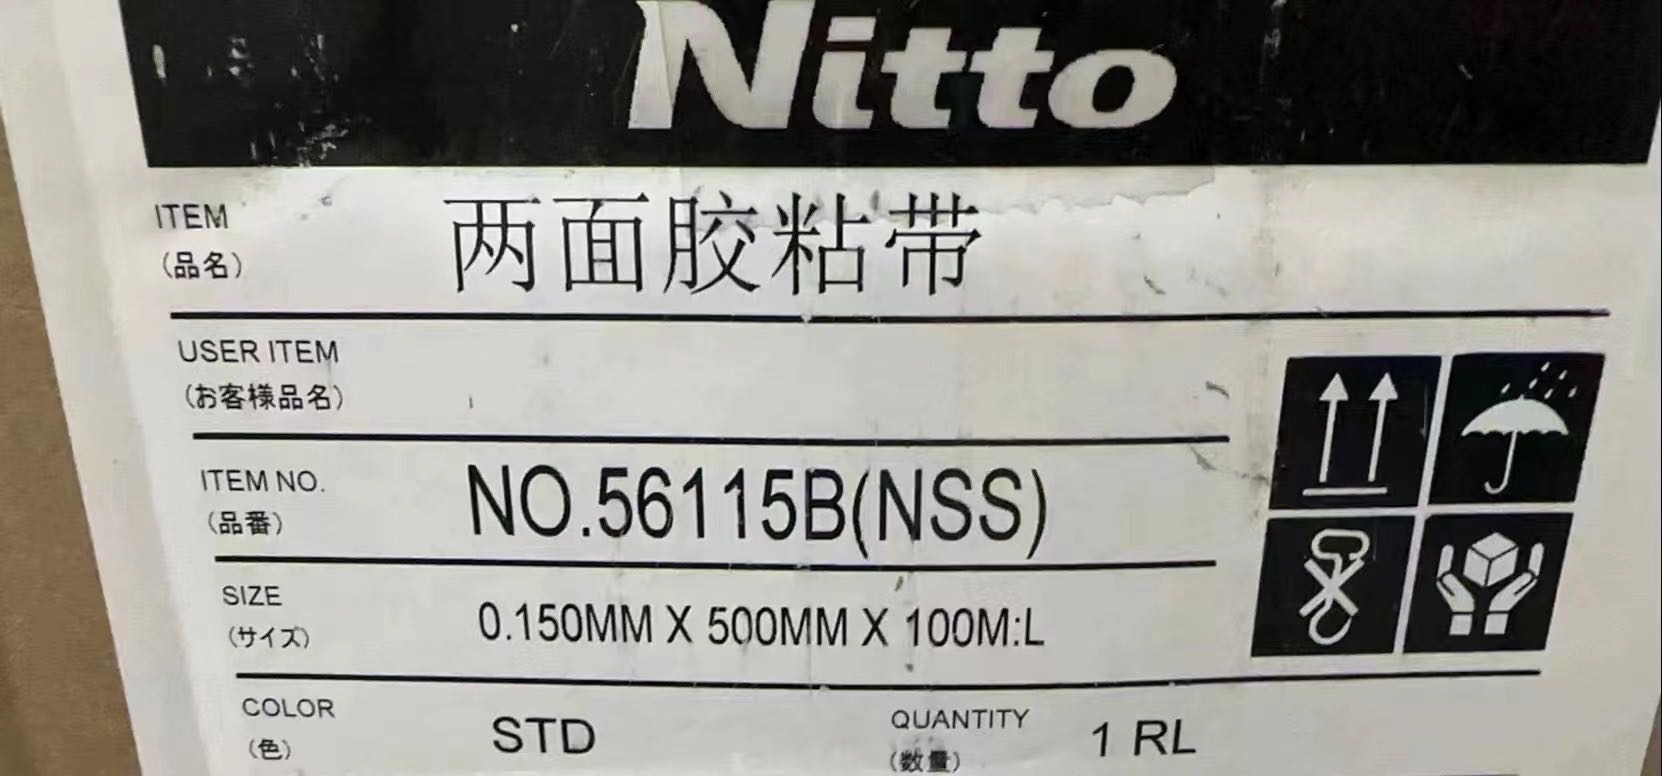 Nitto
ITEM
(品名)
两面胶粘带
USER ITEM
(お客様品名)
ITEM NO.
(品番)
NO.56115B(NSS)
SIZE
(サイズ)
0.150MM X 500MM X 100M:L
COLOR
(色)
STD
QUANTITY
(数量)
1 RL